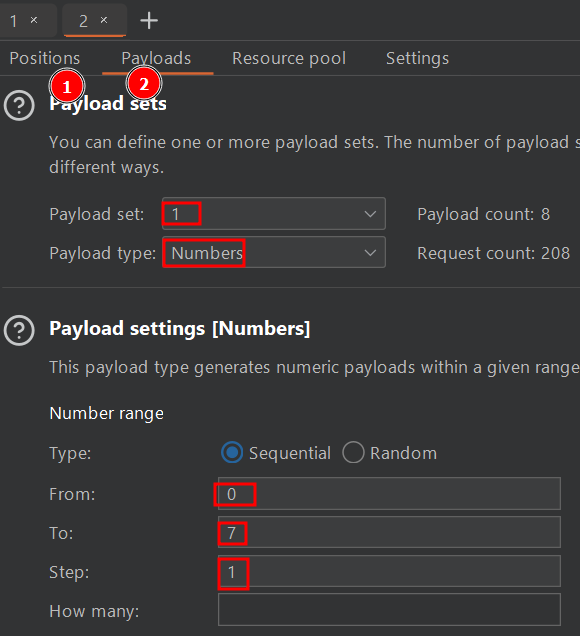 1 × 2 × +
Positions Payloads Resource pool Settings
1 2
? Payload sets
You can define one or more payload sets. The number of payload s
different ways.
Payload set: 1 Payload count: 8
Payload type: Numbers Request count: 208
? Payload settings [Numbers]
This payload type generates numeric payloads within a given range
Number range
Type: Sequential Random
From: 0
To: 7
Step: 1
How many: